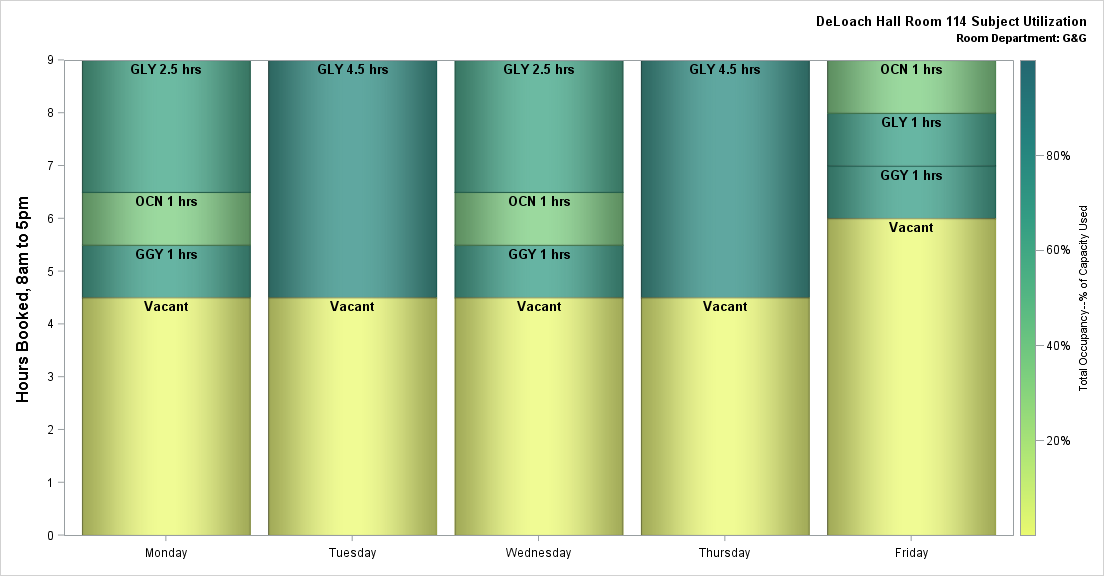 DeLoach Hall Room 114 Subject Utilization
Room Department: G&G
Hours Booked, 8am to 5pm
9
8
7
6
5
4
3
2
1
0
GLY 2.5 hrs
OCN 1 hrs
GGY 1 hrs
Vacant
GLY 4.5 hrs
Vacant
GLY 2.5 hrs
OCN 1 hrs
GGY 1 hrs
Vacant
GLY 4.5 hrs
Vacant
OCN 1 hrs
GLY 1 hrs
GGY 1 hrs
Vacant
Monday
Tuesday
Wednesday
Thursday
Friday
80%
60%
40%
20%
Total Occupancy--% of Capacity Used